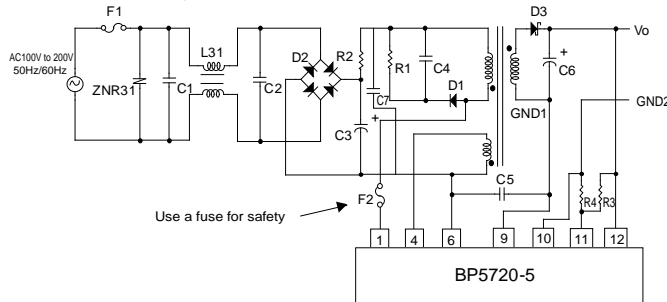 F1
D3
Vo
AC100V to 200V
50Hz/60Hz
L31
D2
R2
R1
C4
C6
+
ZNR31
C1
C2
C7
D1
GND1
GND2
C3
+
C5
F2
R4
R3
Use a fuse for safety
1
4
6
9
10
11
12
BP5720-5